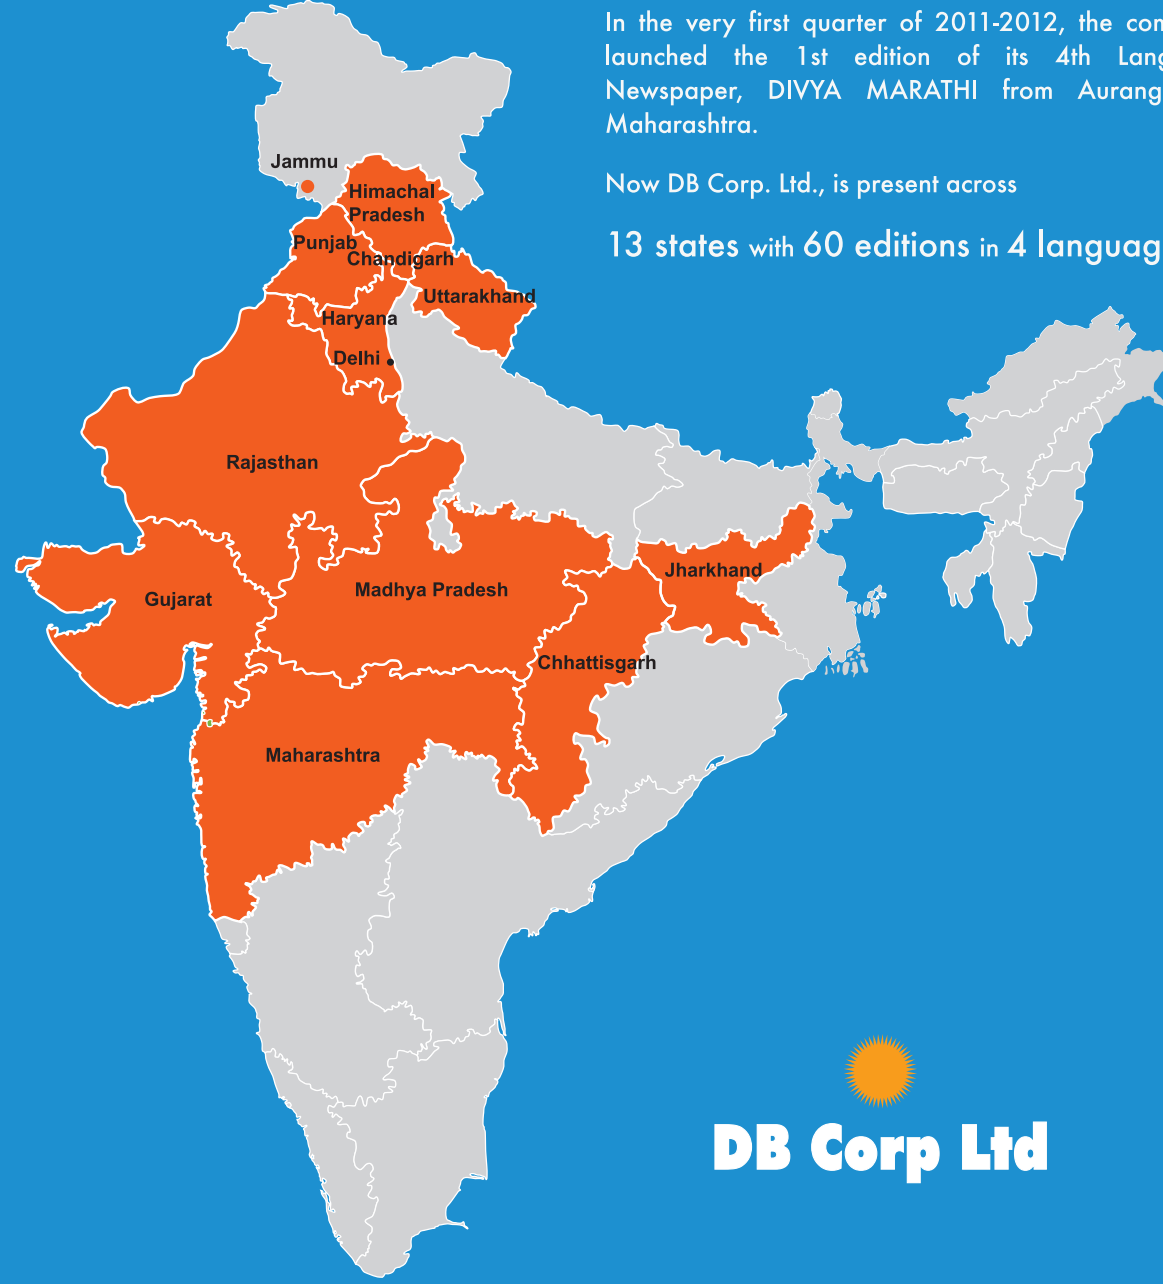 In the very first quarter of 2011-2012, the com
launched the 1st edition of its 4th Lang
Newspaper, DIVYA MARATHI from Aurang
Maharashtra.
Now DB Corp. Ltd., is present across
13 states with 60 editions in 4 languag
Jammu
Himachal
Pradesh
Punjab
Chandigarh
Uttarakhand
Haryana
Delhi
Rajasthan
Jharkhand
Madhya Pradesh
Gujarat
Chhattisgarh
Maharashtra
DB Corp Ltd